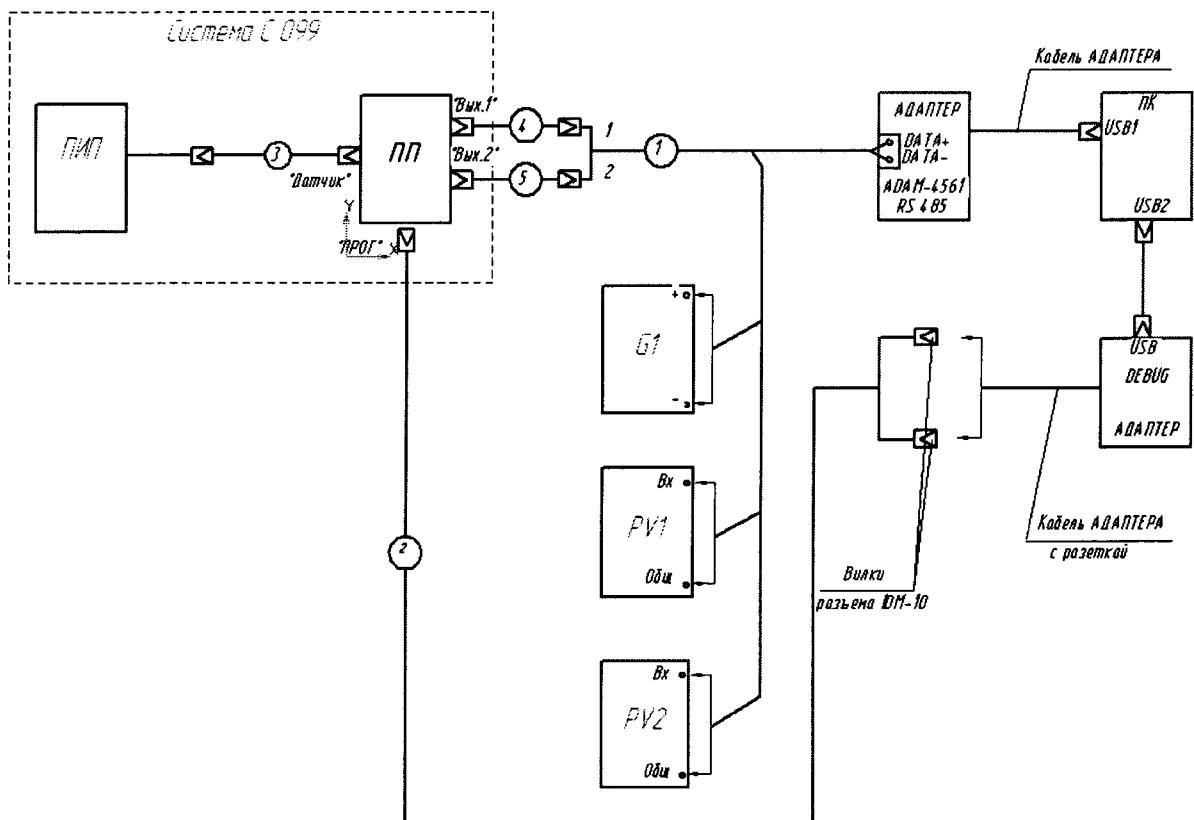 Система С 099
ПИП
3
"Датчик"
ПП
"Вых.1"
"Вых.2"
"ПРОГ"
Y
X
4
5
1
2
1
АДАПТЕР
DATA+
DATA-
ADAM-4561
RS 485
Кабель АДАПТЕРА
ПК
USB1
USB2
USB
DEBUG
АДАПТЕР
Кабель АДАПТЕРА
с розеткой
Вилки
разъема IDM-10
G1
+
-
PV1
Вх
Общ
PV2
Вх
Общ
2